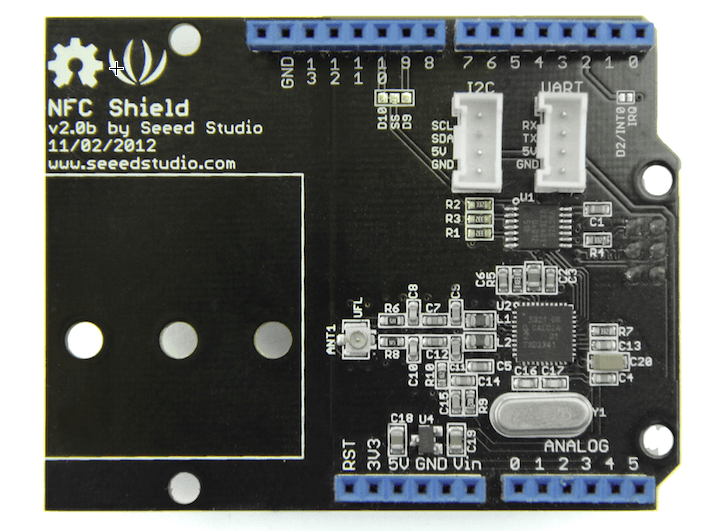 NFC Shield
v2.0b by Seeed Studio
11/02/2012
www.seeedstudio.com
GND 13 12 11 10 9 8
7 6 5 4 3 2 1 0
D10 SS D9
I2C
SCL
SDA
5V
GND
UART
RX
TX
5V
GND
D2/INT0
IRQ
R2
R3
R1
U1
C1
R4
C6 R5 C2 C3
ANT1
UFL
R6 C8 C7 C9
R8 C10 C12 C11
L1
L2
U2
R10 C14 C5
C15 R9
C16 C17
R7
C13
C20
C4
Y1
C18 U4 C19
RST 3V3 5V GND Vin
ANALOG
0 1 2 3 4 5